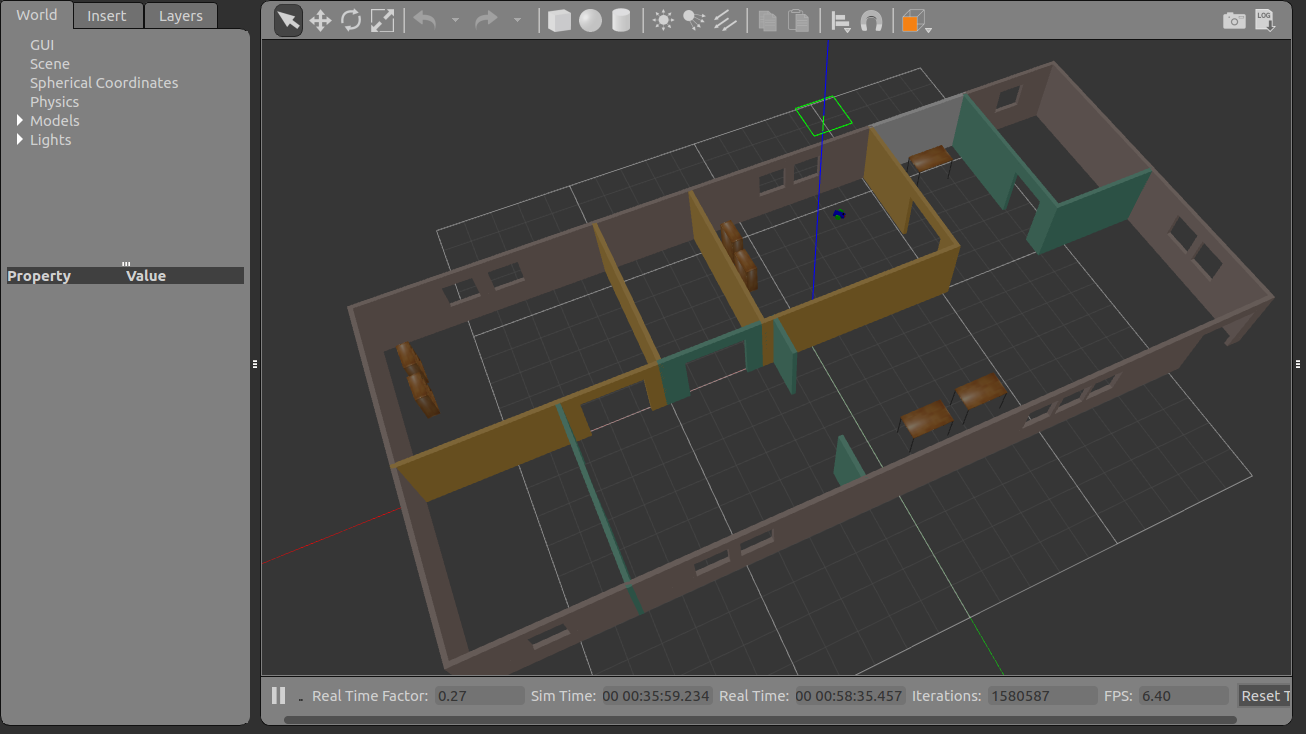 World Insert Layers
GUI
Scene
Spherical Coordinates
Physics
Models
Lights
Property Value
LOG
Real Time Factor: 0.27 Sim Time: 00 00:35:59.234 Real Time: 00 00:58:35.457 Iterations: 1580587 FPS: 6.40 Reset T